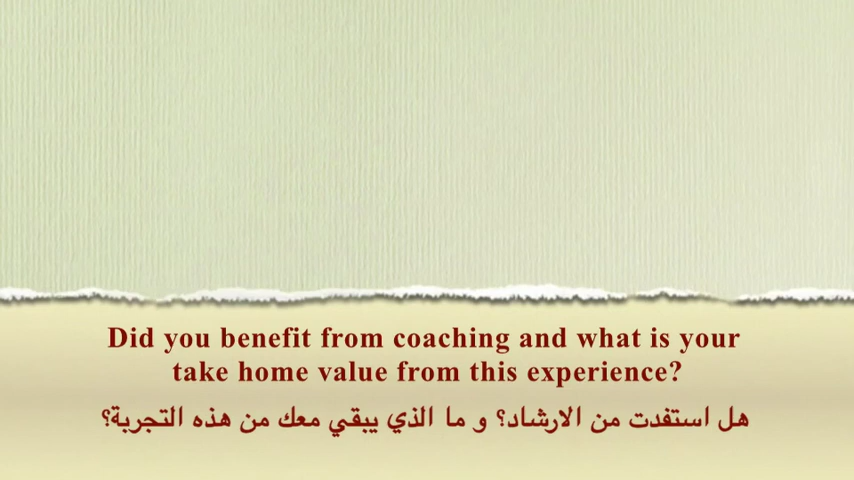 Did you benefit from coaching and what is your
take home value from this experience?
هل استفدت من الارشاد؟ و ما الذي يبقي معك من هذه التجربة؟